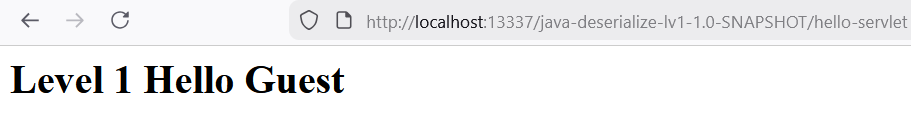 http://localhost:13337/java-deserialize-lv1-1.0-SNAPSHOT/hello-servlet
Level 1 Hello Guest